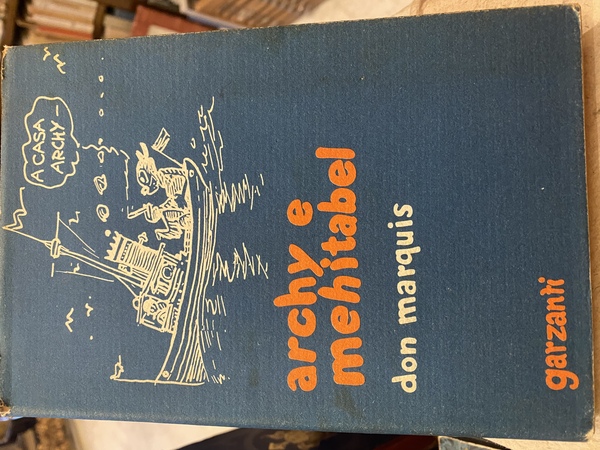 A CASA
ARCHY -
archy e
mehitabel
don marquis
garzanti